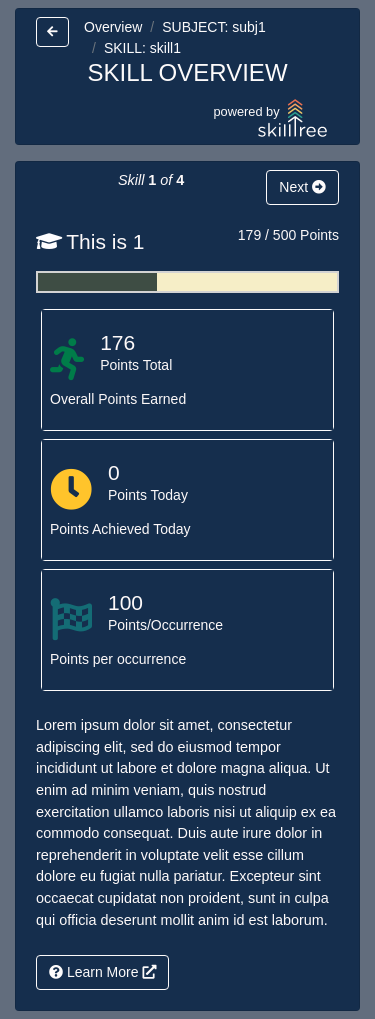 Overview / SUBJECT: subj1
/ SKILL: skill1
SKILL OVERVIEW
powered by
skilltree
Skill 1 of 4
Next
This is 1
179 / 500 Points
176
Points Total
Overall Points Earned
0
Points Today
Points Achieved Today
100
Points/Occurrence
Points per occurrence
Lorem ipsum dolor sit amet, consectetur
adipiscing elit, sed do eiusmod tempor
incididunt ut labore et dolore magna aliqua. Ut
enim ad minim veniam, quis nostrud
exercitation ullamco laboris nisi ut aliquip ex ea
commodo consequat. Duis aute irure dolor in
reprehenderit in voluptate velit esse cillum
dolore eu fugiat nulla pariatur. Excepteur sint
occaecat cupidatat non proident, sunt in culpa
qui officia deserunt mollit anim id est laborum.
Learn More